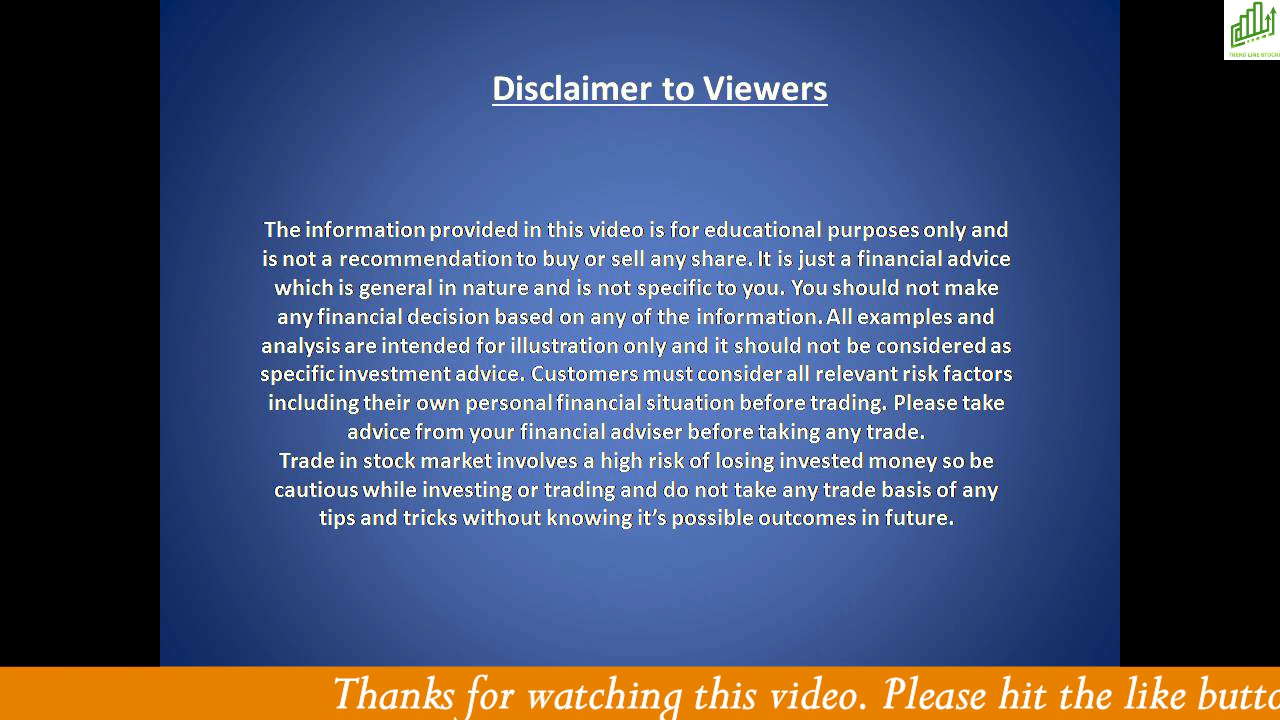 TREND LINE STOCKS
Disclaimer to Viewers
The information provided in this video is for educational purposes only and
is not a recommendation to buy or sell any share. It is just a financial advice
which is general in nature and is not specific to you. You should not make
any financial decision based on any of the information. All examples and
analysis are intended for illustration only and it should not be considered as
specific investment advice. Customers must consider all relevant risk factors
including their own personal financial situation before trading. Please take
advice from your financial adviser before taking any trade.
Trade in stock market involves a high risk of losing invested money so be
cautious while investing or trading and do not take any trade basis of any
tips and tricks without knowing it’s possible outcomes in future.
Thanks for watching this video. Please hit the like butto